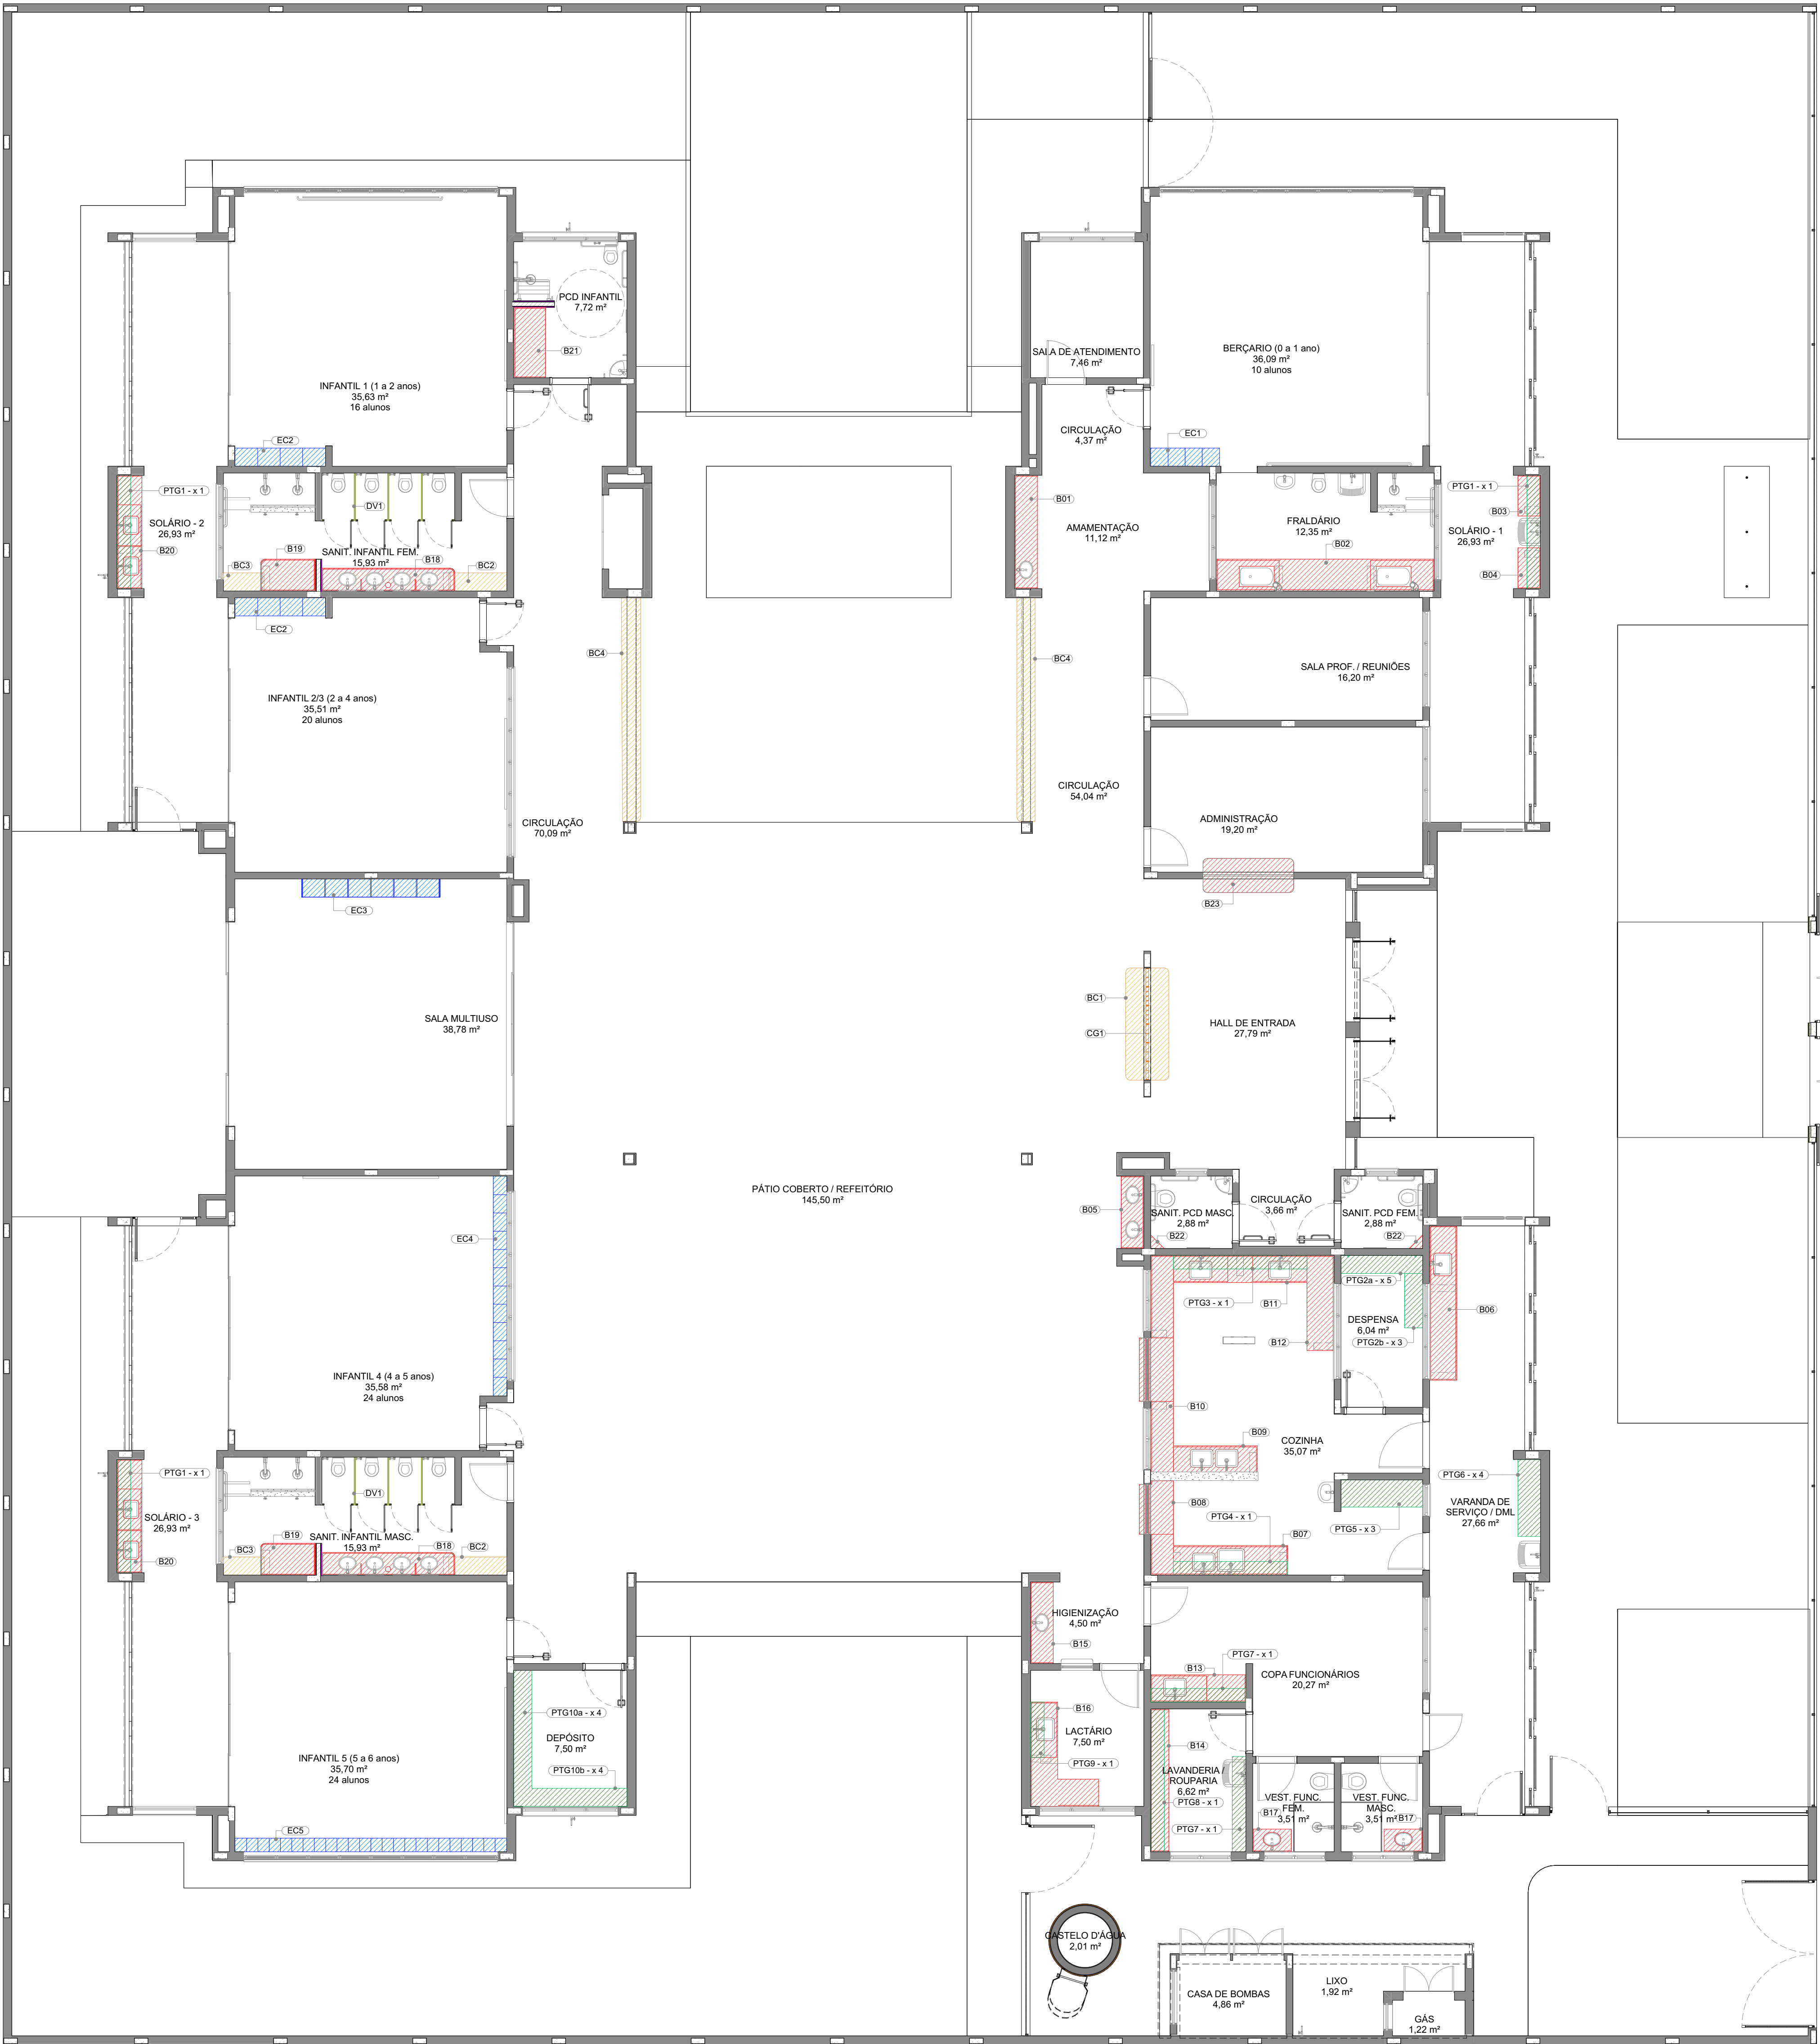 PCD INFANTIL
7,72 m²
B21
SALA DE ATENDIMENTO
7,46 m²
BERÇARIO (0 a 1 ano)
36,09 m²
10 alunos
INFANTIL 1 (1 a 2 anos)
35,63 m²
16 alunos
CIRCULAÇÃO
4,37 m²
EC2
EC1
PTG1 - x 1
SOLÁRIO - 2
26,93 m²
B20
DV1
SANIT. INFANTIL FEM.
15,93 m²
B19
B18
BC3
BC2
B01
AMAMENTAÇÃO
11,12 m²
FRALDÁRIO
12,35 m²
B02
PTG1 - x 1
B03
SOLÁRIO - 1
26,93 m²
B04
EC2
BC4
BC4
SALA PROF. / REUNIÕES
16,20 m²
INFANTIL 2/3 (2 a 4 anos)
35,51 m²
20 alunos
CIRCULAÇÃO
54,04 m²
CIRCULAÇÃO
70,09 m²
ADMINISTRAÇÃO
19,20 m²
EC3
B23
BC1
CG1
SALA MULTIUSO
38,78 m²
HALL DE ENTRADA
27,79 m²
PÁTIO COBERTO / REFEITÓRIO
145,50 m²
B05
SANIT. PCD MASC.
2,88 m²
B22
CIRCULAÇÃO
3,66 m²
SANIT. PCD FEM.
2,88 m²
B22
EC4
PTG3 - x 1
B11
B12
PTG2a - x 5
DESPENSA
6,04 m²
PTG2b - x 3
B06
INFANTIL 4 (4 a 5 anos)
35,58 m²
24 alunos
B10
B09
COZINHA
35,07 m²
PTG1 - x 1
SOLÁRIO - 3
26,93 m²
B20
DV1
SANIT. INFANTIL MASC.
15,93 m²
B19
B18
BC3
BC2
B08
PTG4 - x 1
B07
PTG5 - x 3
PTG6 - x 4
VARANDA DE
SERVIÇO / DML
27,66 m²
HIGIENIZAÇÃO
4,50 m²
B15
B13
PTG7 - x 1
COPA FUNCIONÁRIOS
20,27 m²
PTG10a - x 4
DEPÓSITO
7,50 m²
PTG10b - x 4
B16
LACTÁRIO
7,50 m²
PTG9 - x 1
B14
LAVANDERIA /
ROUPARIA
6,62 m²
PTG8 - x 1
PTG7 - x 1
VEST. FUNC.
FEM.
3,51 m²
B17
VEST. FUNC.
MASC.
3,51 m²
B17
INFANTIL 5 (5 a 6 anos)
35,70 m²
24 alunos
EC5
CASTELO D'ÁGUA
2,01 m²
CASA DE BOMBAS
4,86 m²
LIXO
1,92 m²
GÁS
1,22 m²